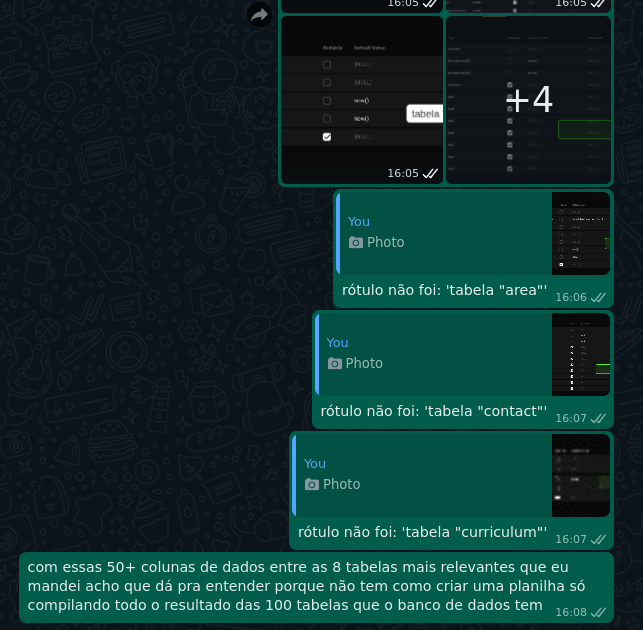 16:05
16:05
Nullable Default Value
now()
now()
tabela
16:05
+4
You
Photo
rótulo não foi: 'tabela "area"'
16:06
You
Photo
rótulo não foi: 'tabela "contact"'
16:07
You
Photo
rótulo não foi: 'tabela "curriculum"'
16:07
com essas 50+ colunas de dados entre as 8 tabelas mais relevantes que eu
mandei acho que dá pra entender porque não tem como criar uma planilha só
compilando todo o resultado das 100 tabelas que o banco de dados tem
16:08